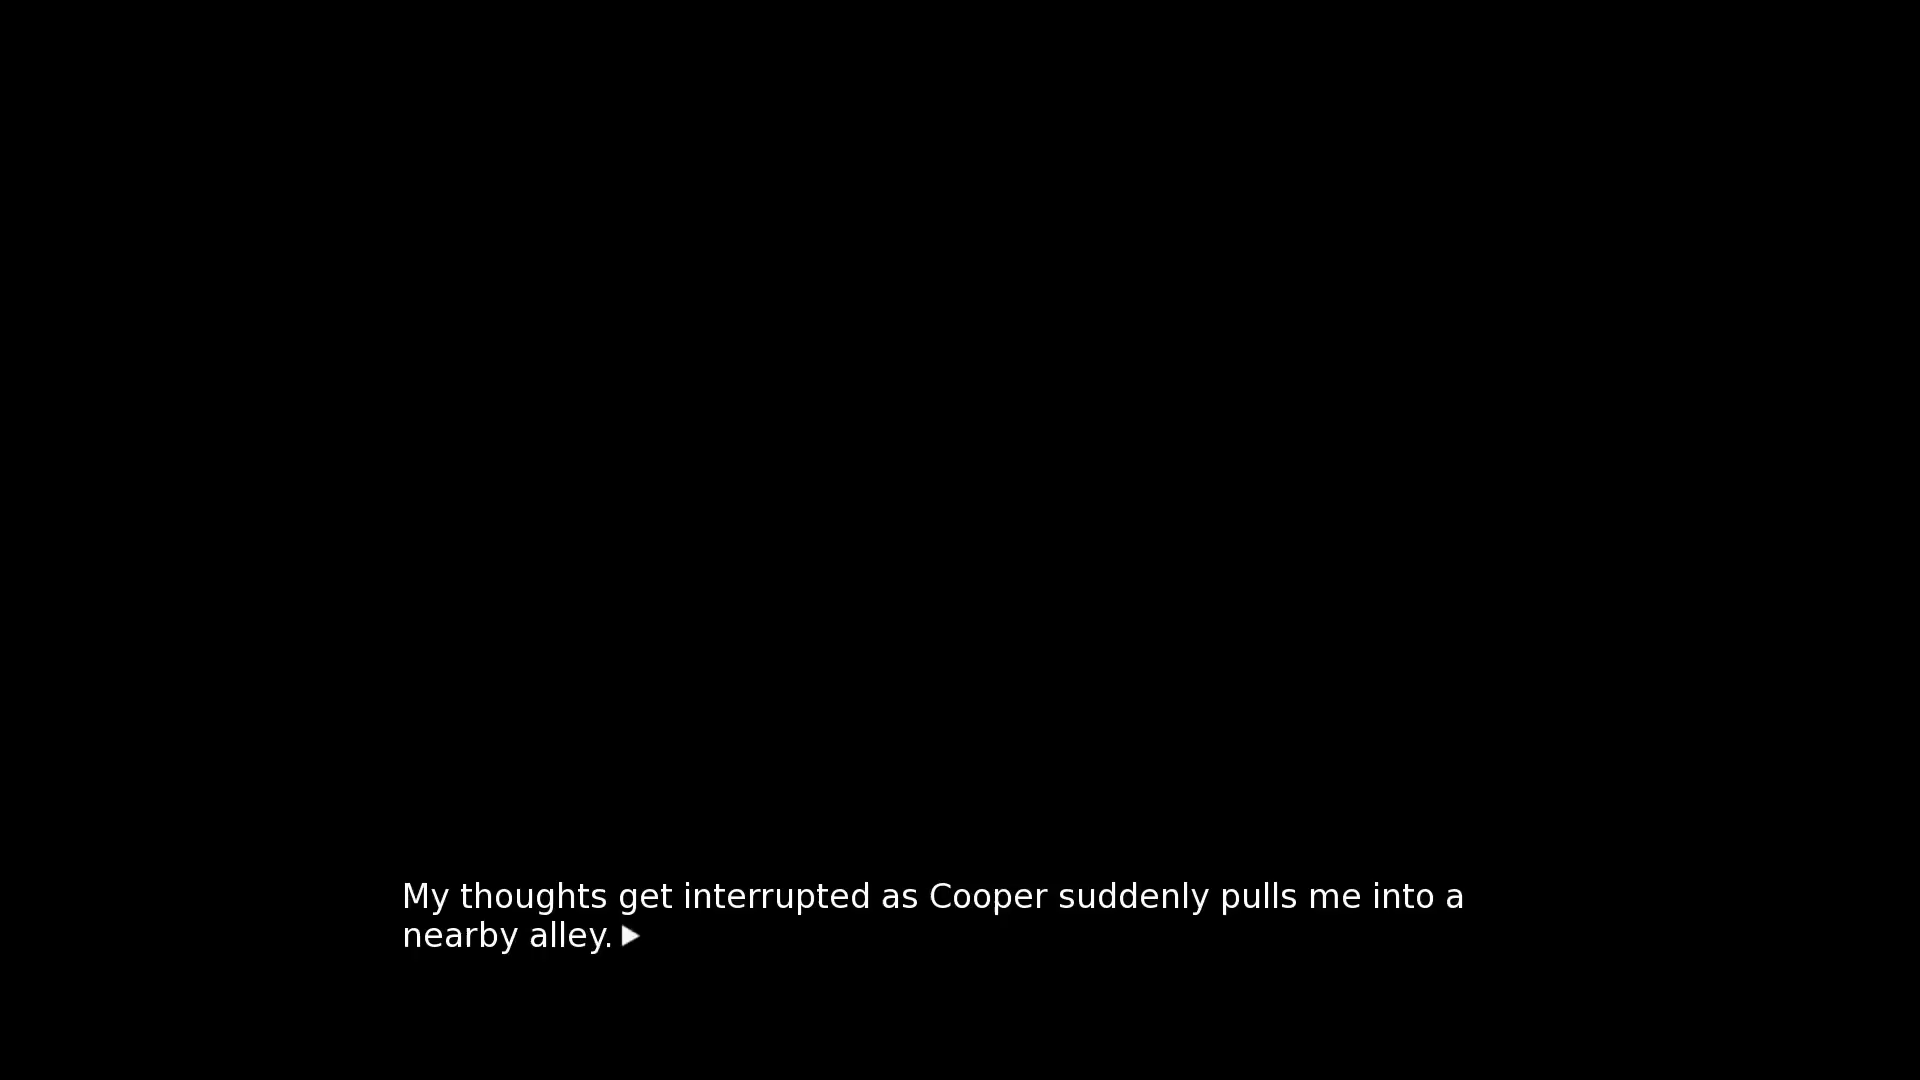 My thoughts get interrupted as Cooper suddenly pulls me into a
nearby alley.